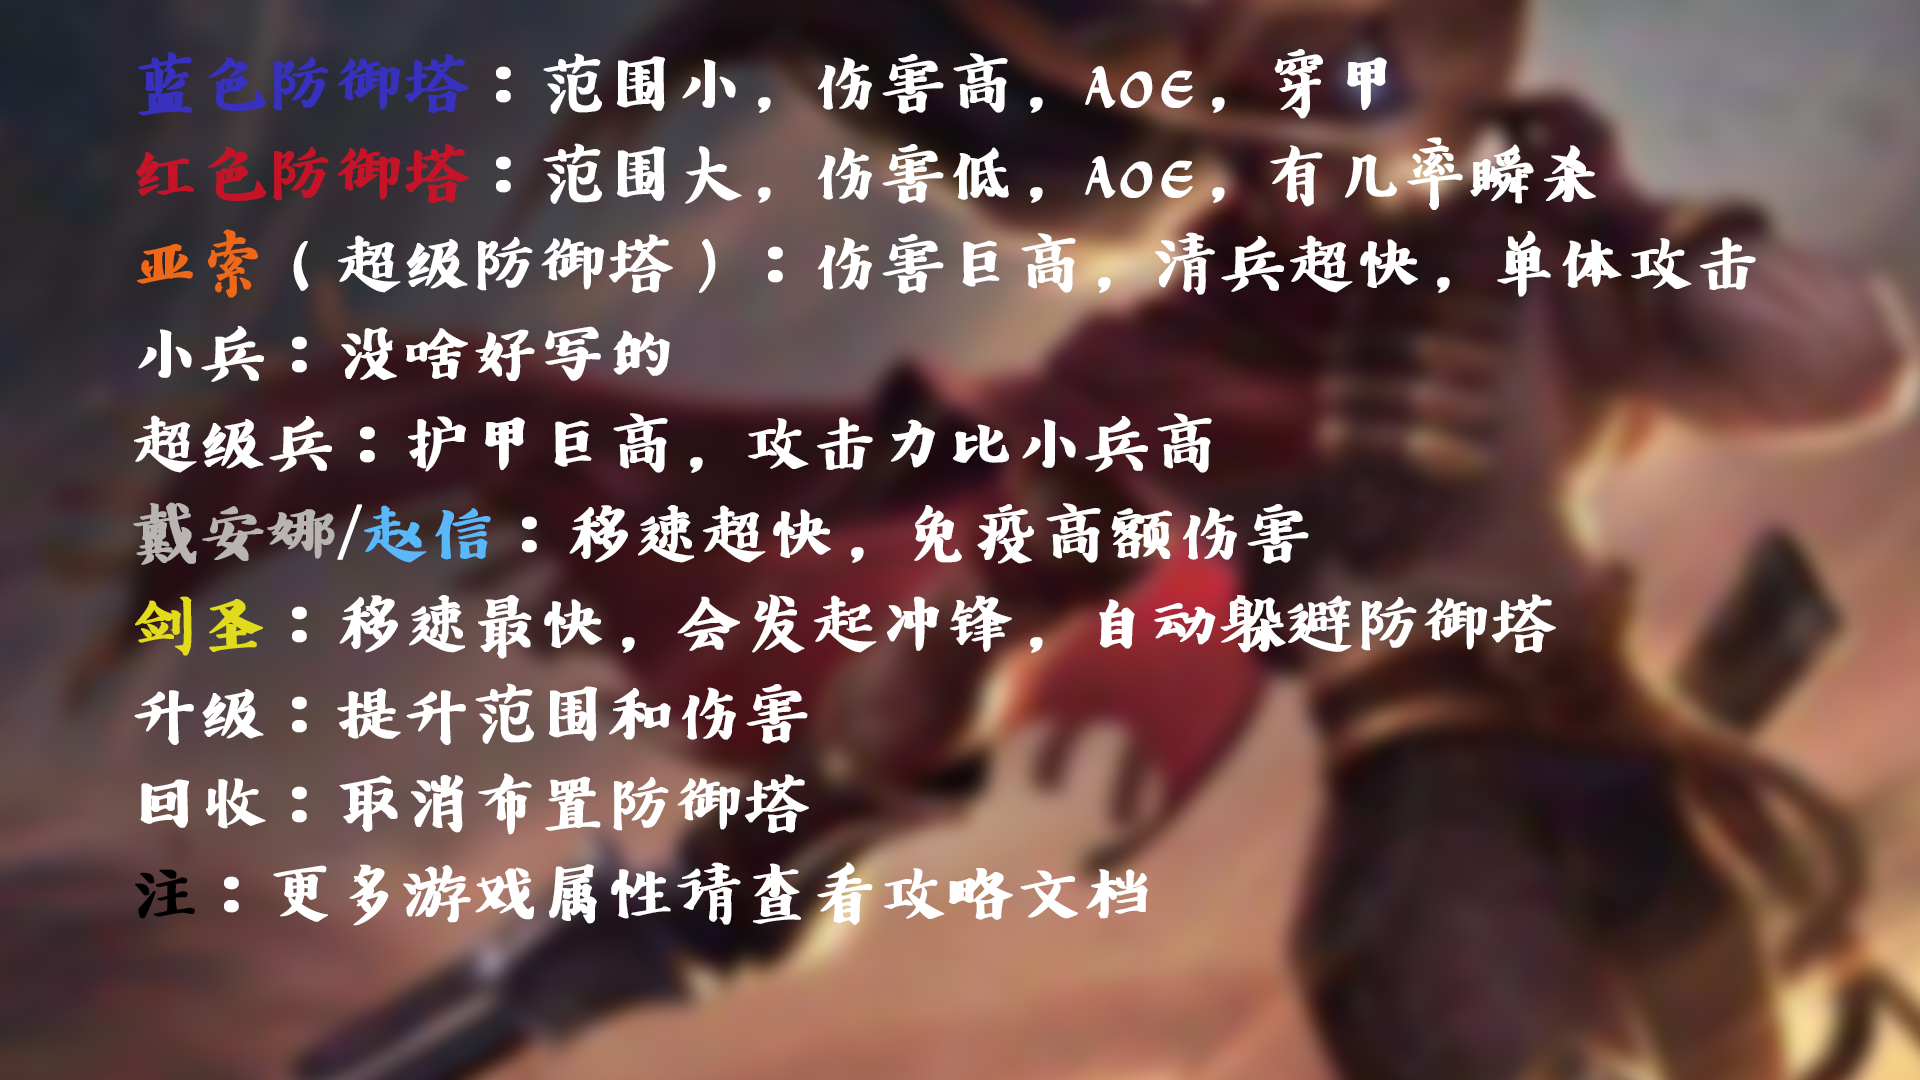 蓝色防御塔：范围小，伤害高，AOE，穿甲
红色防御塔：范围大，伤害低，AOE，有几率瞬杀
亚索（超级防御塔）：伤害巨高，清兵超快，单体攻击
小兵：没啥好写的
超级兵：护甲巨高，攻击力比小兵高
戴安娜/赵信：移速超快，免疫高额伤害
剑圣：移速最快，会发起冲锋，自动躲避防御塔
升级：提升范围和伤害
回收：取消布置防御塔
注：更多游戏属性请查看攻略文档